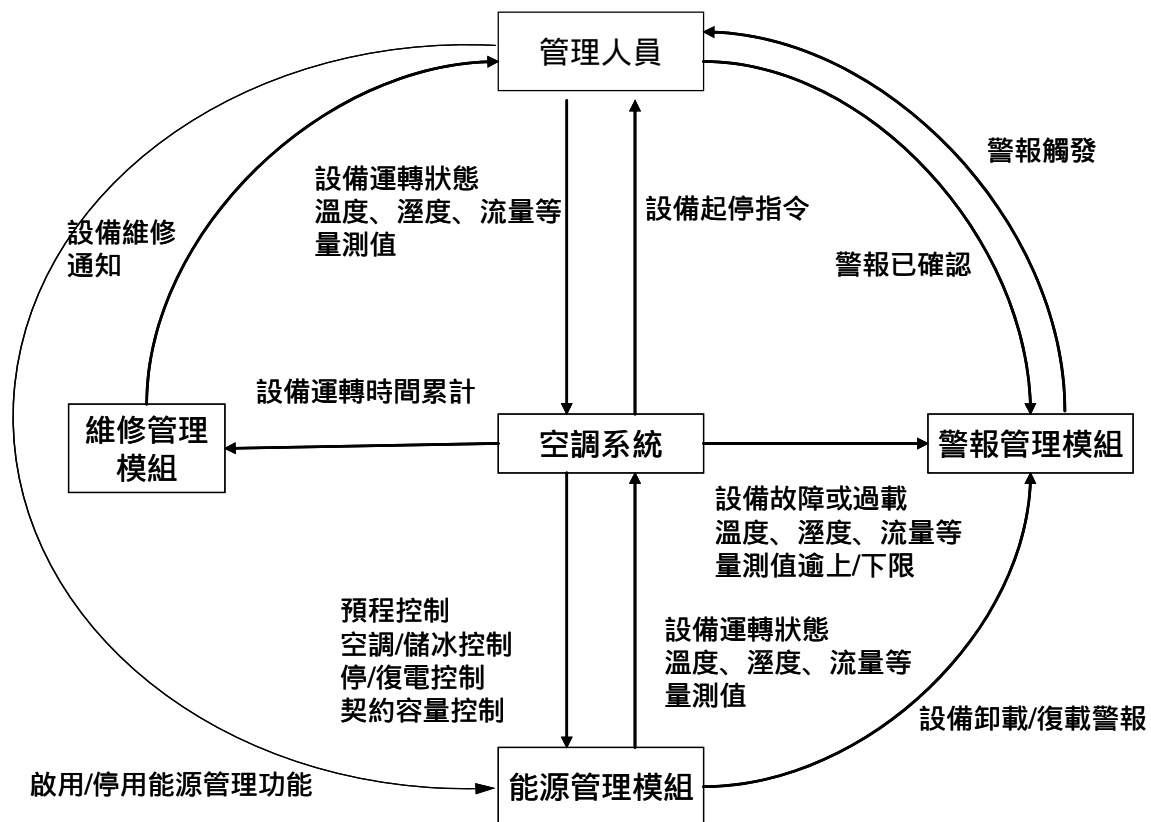 管理人員
警報觸發
設備運轉狀態
溫度、溼度、流量等
量測值
設備起停指令
設備維修
通知
警報已確認
設備運轉時間累計
維修管理
模組
空調系統
警報管理模組
設備故障或過載
溫度、溼度、流量等
量測值逾上/下限
預程控制
空調/儲冰控制
停/復電控制
契約容量控制
設備運轉狀態
溫度、溼度、流量等
量測值
設備卸載/復載警報
啟用/停用能源管理功能
能源管理模組